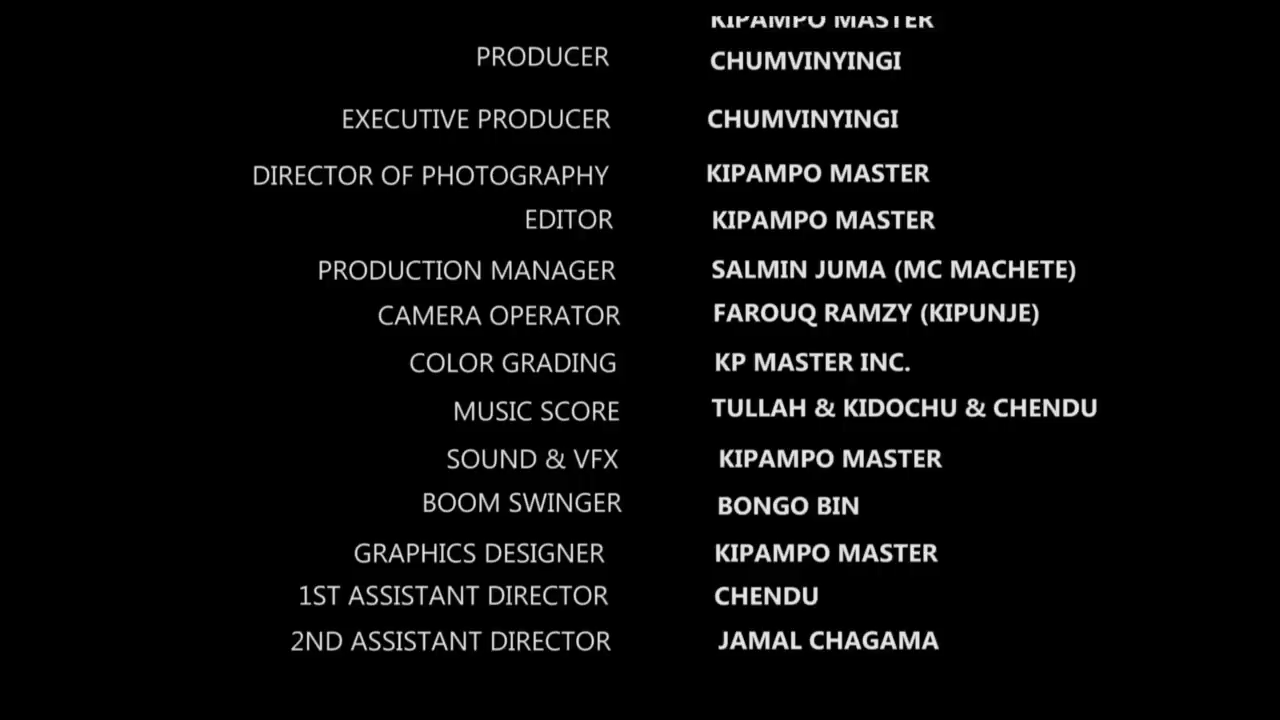 KIPAMPO MASTER
PRODUCER CHUMVINYINGI
EXECUTIVE PRODUCER CHUMVINYINGI
DIRECTOR OF PHOTOGRAPHY KIPAMPO MASTER
EDITOR KIPAMPO MASTER
PRODUCTION MANAGER SALMIN JUMA (MC MACHETE)
CAMERA OPERATOR FAROUQ RAMZY (KIPUNJE)
COLOR GRADING KP MASTER INC.
MUSIC SCORE TULLAH & KIDOCHU & CHENDU
SOUND & VFX KIPAMPO MASTER
BOOM SWINGER BONGO BIN
GRAPHICS DESIGNER KIPAMPO MASTER
1ST ASSISTANT DIRECTOR CHENDU
2ND ASSISTANT DIRECTOR JAMAL CHAGAMA